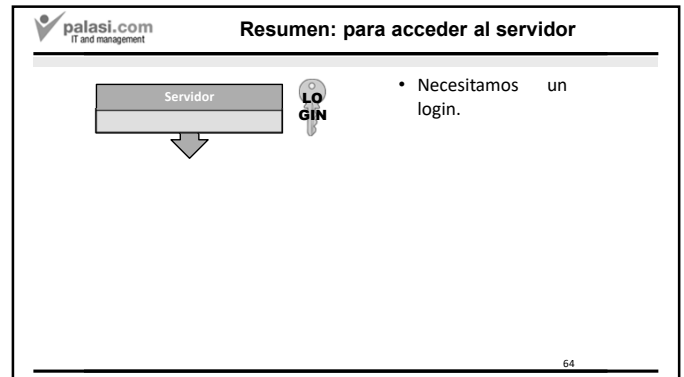 palasi.com
IT and management
Resumen: para acceder al servidor
Servidor
LO
GIN
• Necesitamos un
login.
64